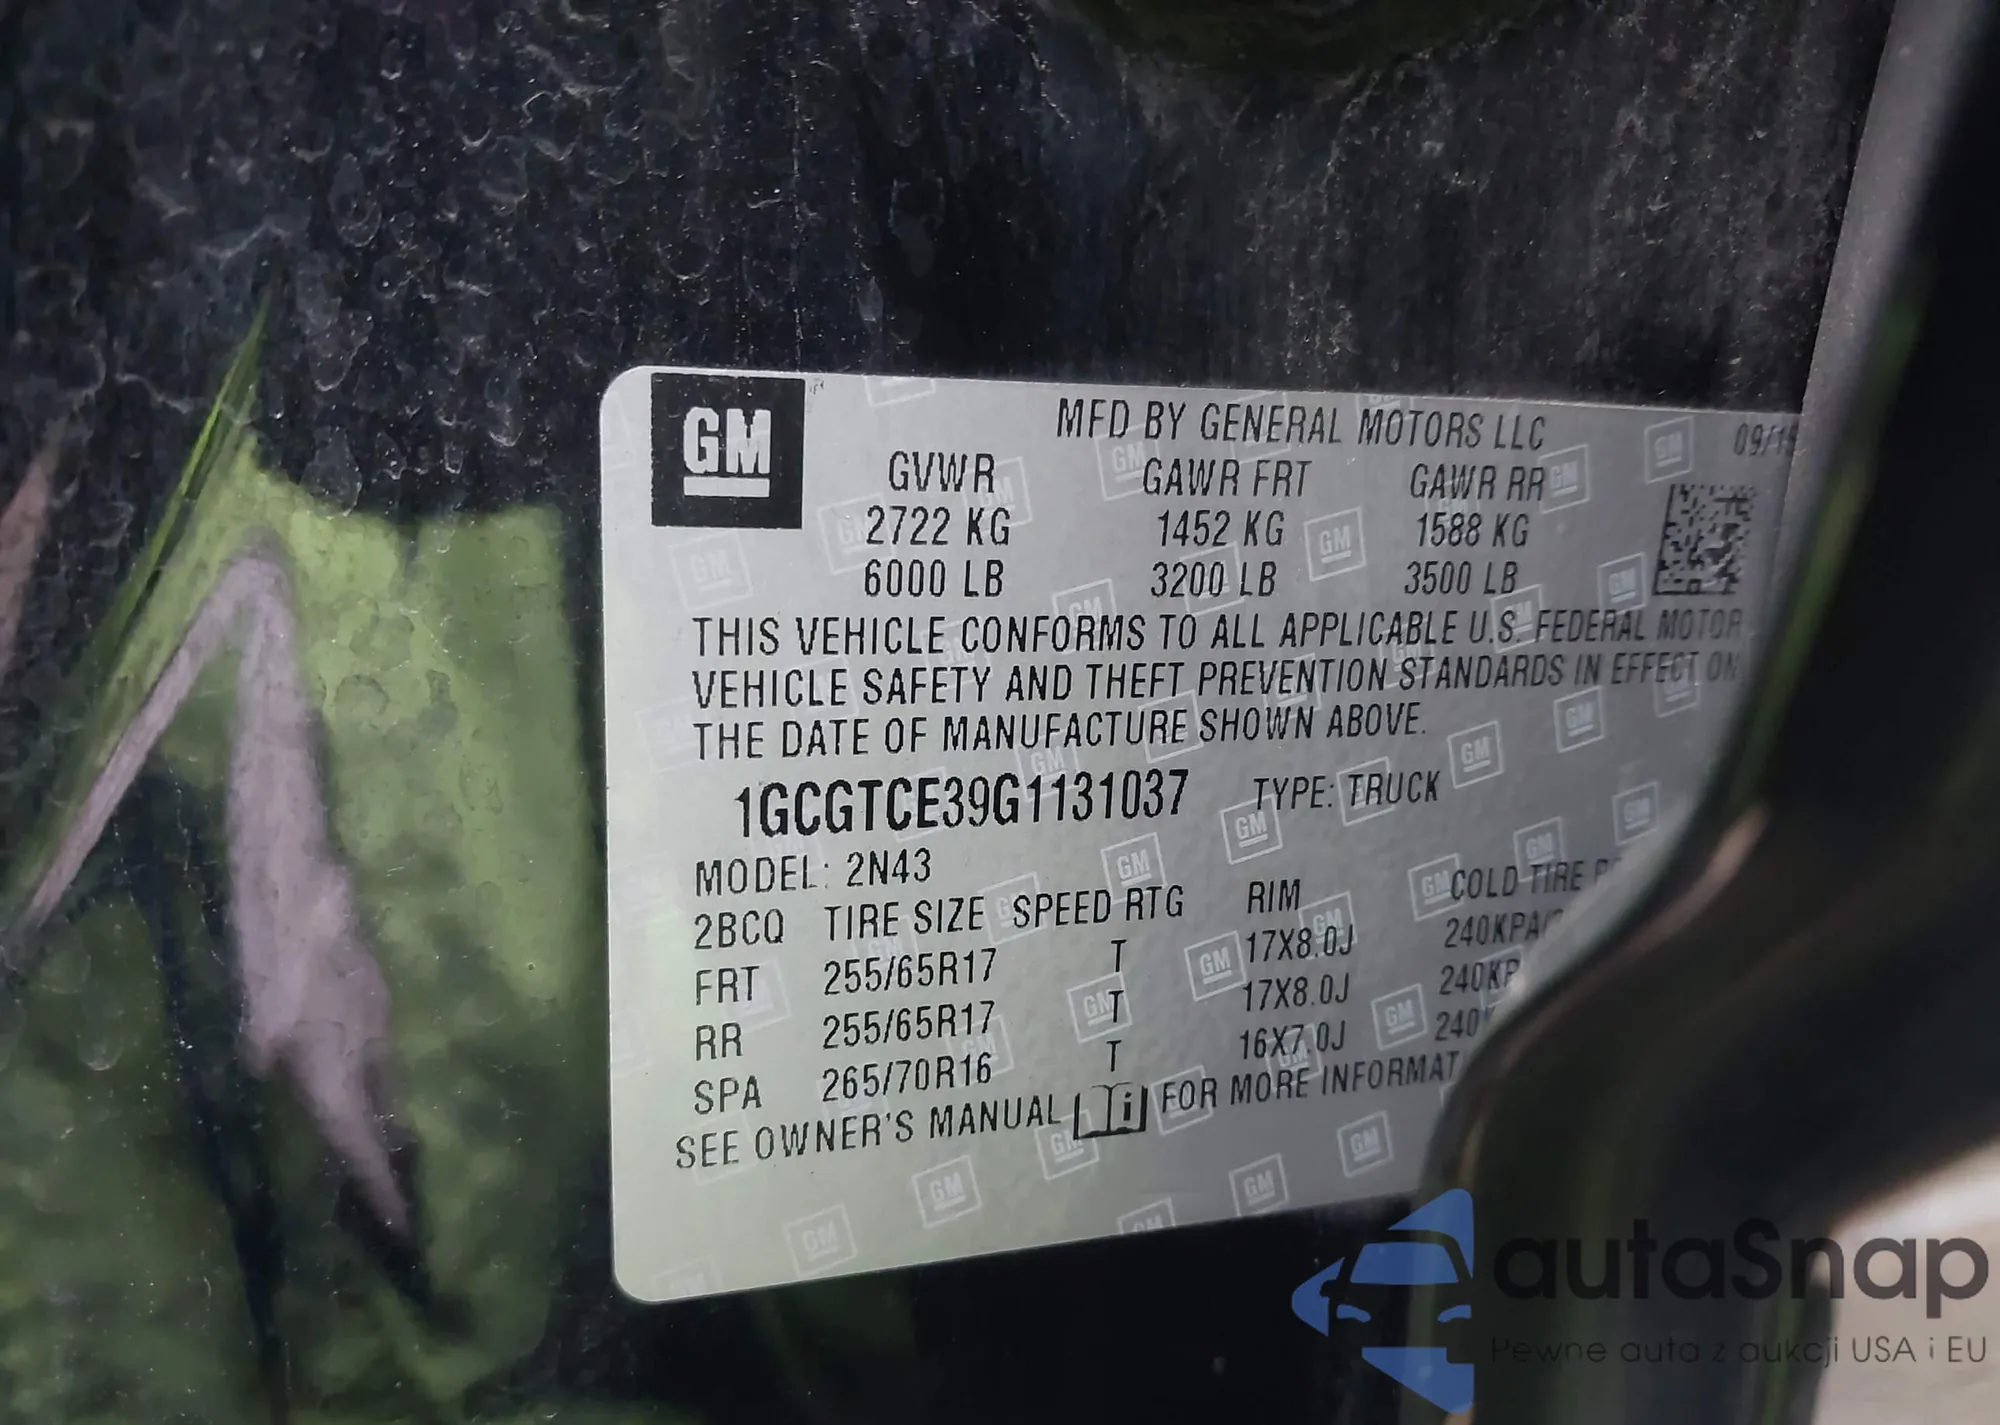 GM
MFD BY GENERAL MOTORS LLC
GVWR GAWR FRT GAWR RR
2722 KG 1452 KG 1588 KG
6000 LB 3200 LB 3500 LB
THIS VEHICLE CONFORMS TO ALL APPLICABLE U.S. FEDERAL MOTOR
VEHICLE SAFETY AND THEFT PREVENTION STANDARDS IN EFFECT ON
THE DATE OF MANUFACTURE SHOWN ABOVE.
1GCGTCE39G1131037 TYPE: TRUCK
MODEL: 2N43
2BCQ TIRE SIZE SPEED RTG RIM COLD TIRE
FRT 255/65R17 T 17X8.0J 240KPA/
RR 255/65R17 T 17X8.0J 240KP
SPA 265/70R16 T 16X7.0J 240
SEE OWNER'S MANUAL i FOR MORE INFORMAT
autaSnap
Pewne auta z aukcji USA i EU